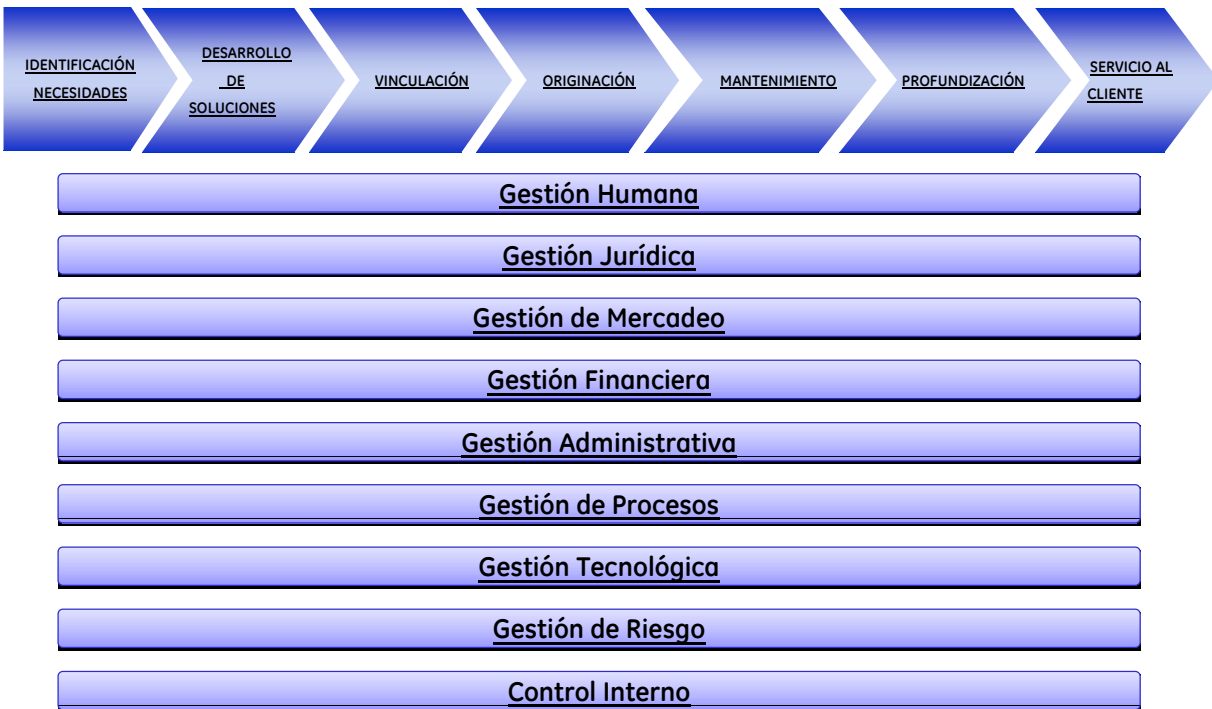 IDENTIFICACIÓN
NECESIDADES
DESARROLLO
DE
SOLUCIONES
VINCULACIÓN
ORIGINACIÓN
MANTENIMIENTO
PROFUNDIZACIÓN
SERVICIO AL
CLIENTE
Gestión Humana
Gestión Jurídica
Gestión de Mercadeo
Gestión Financiera
Gestión Administrativa
Gestión de Procesos
Gestión Tecnológica
Gestión de Riesgo
Control Interno